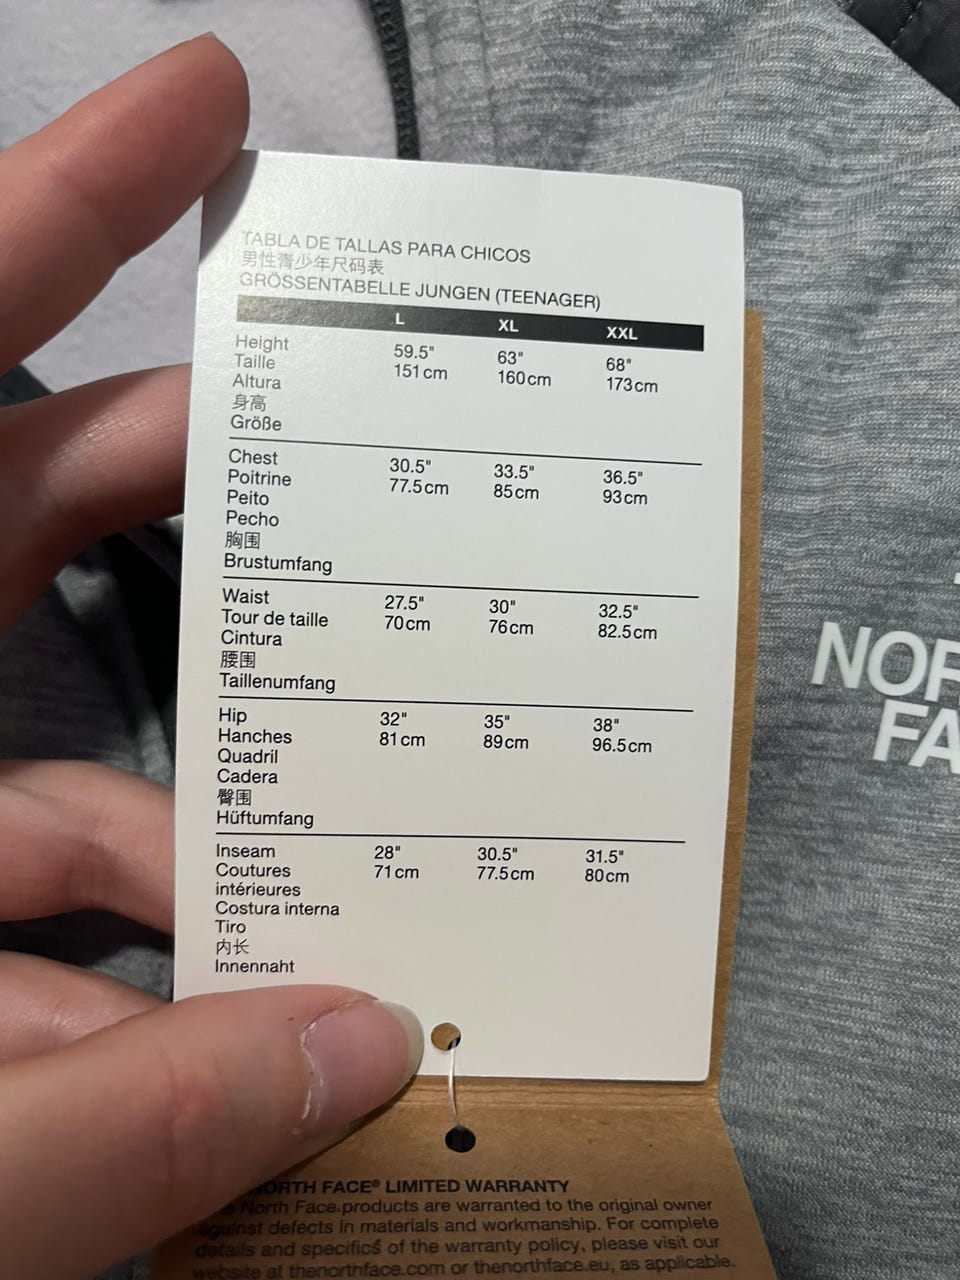 TABLA DE TALLAS PARA CHICOS
男性青少年尺码表
GRÖSSENTABELLE JUNGEN (TEENAGER)
L XL XXL
Height 59.5" 63" 68"
Taille 151 cm 160 cm 173 cm
Altura
身高
Größe
Chest 30.5" 33.5" 36.5"
Poitrine 77.5 cm 85 cm 93 cm
Peito
Pecho
胸围
Brustumfang
Waist 27.5" 30" 32.5"
Tour de taille 70 cm 76 cm 82.5 cm
Cintura
腰围
Taillenumfang
Hip 32" 35" 38"
Hanches 81 cm 89 cm 96.5 cm
Quadril
Cadera
臀围
Hüftumfang
Inseam 28" 30.5" 31.5"
Coutures 71 cm 77.5 cm 80 cm
intérieures
Costura interna
Tiro
内长
Innennaht
NORTH FACE® LIMITED WARRANTY
North Face products are warranted to the original owner
against defects in materials and workmanship. For complete
details and specifics of the warranty policy, please visit our
website at thenorthface.com or thenorthface.eu, as applicable.
NOR
FA